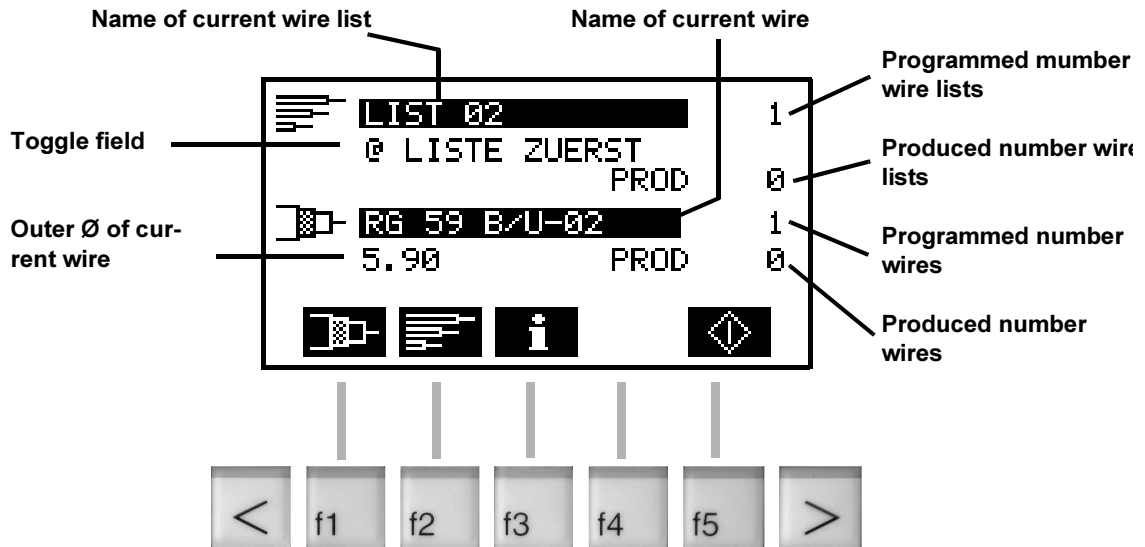 Name of current wire list
Name of current wire
Programmed mumber
wire lists
LIST 02
1
Toggle field
@ LISTE ZUERST
Produced number wire
lists
PROD 0
RG 59 B/U-02
1
Outer Ø of cur-
rent wire
Programmed number
wires
5.90
PROD 0
Produced number
wires
<
f1
f2
f3
f4
f5
>